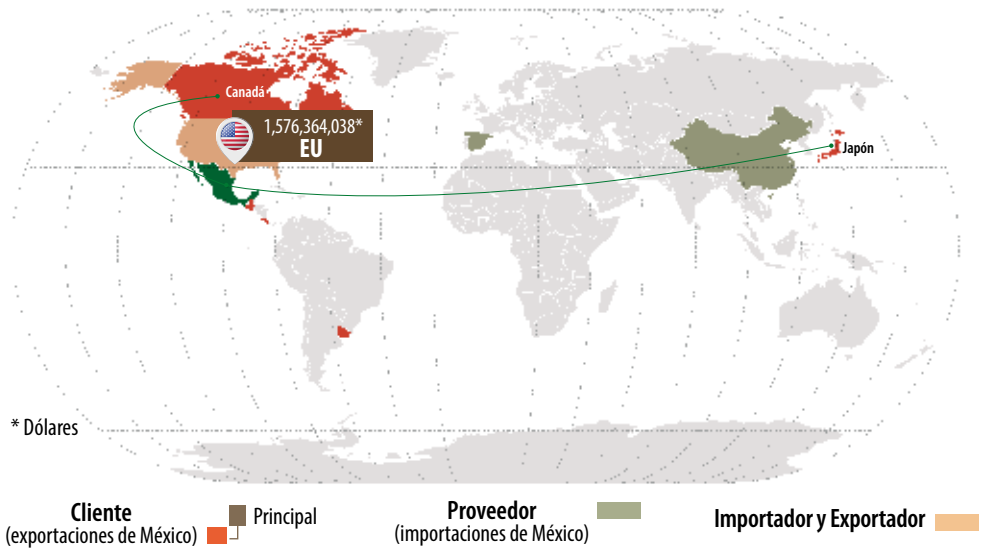 Canadá
1,576,364,038*
EU
Japón
* Dólares
Cliente
(exportaciones de México)
Principal
Proveedor
(importaciones de México)
Importador y Exportador